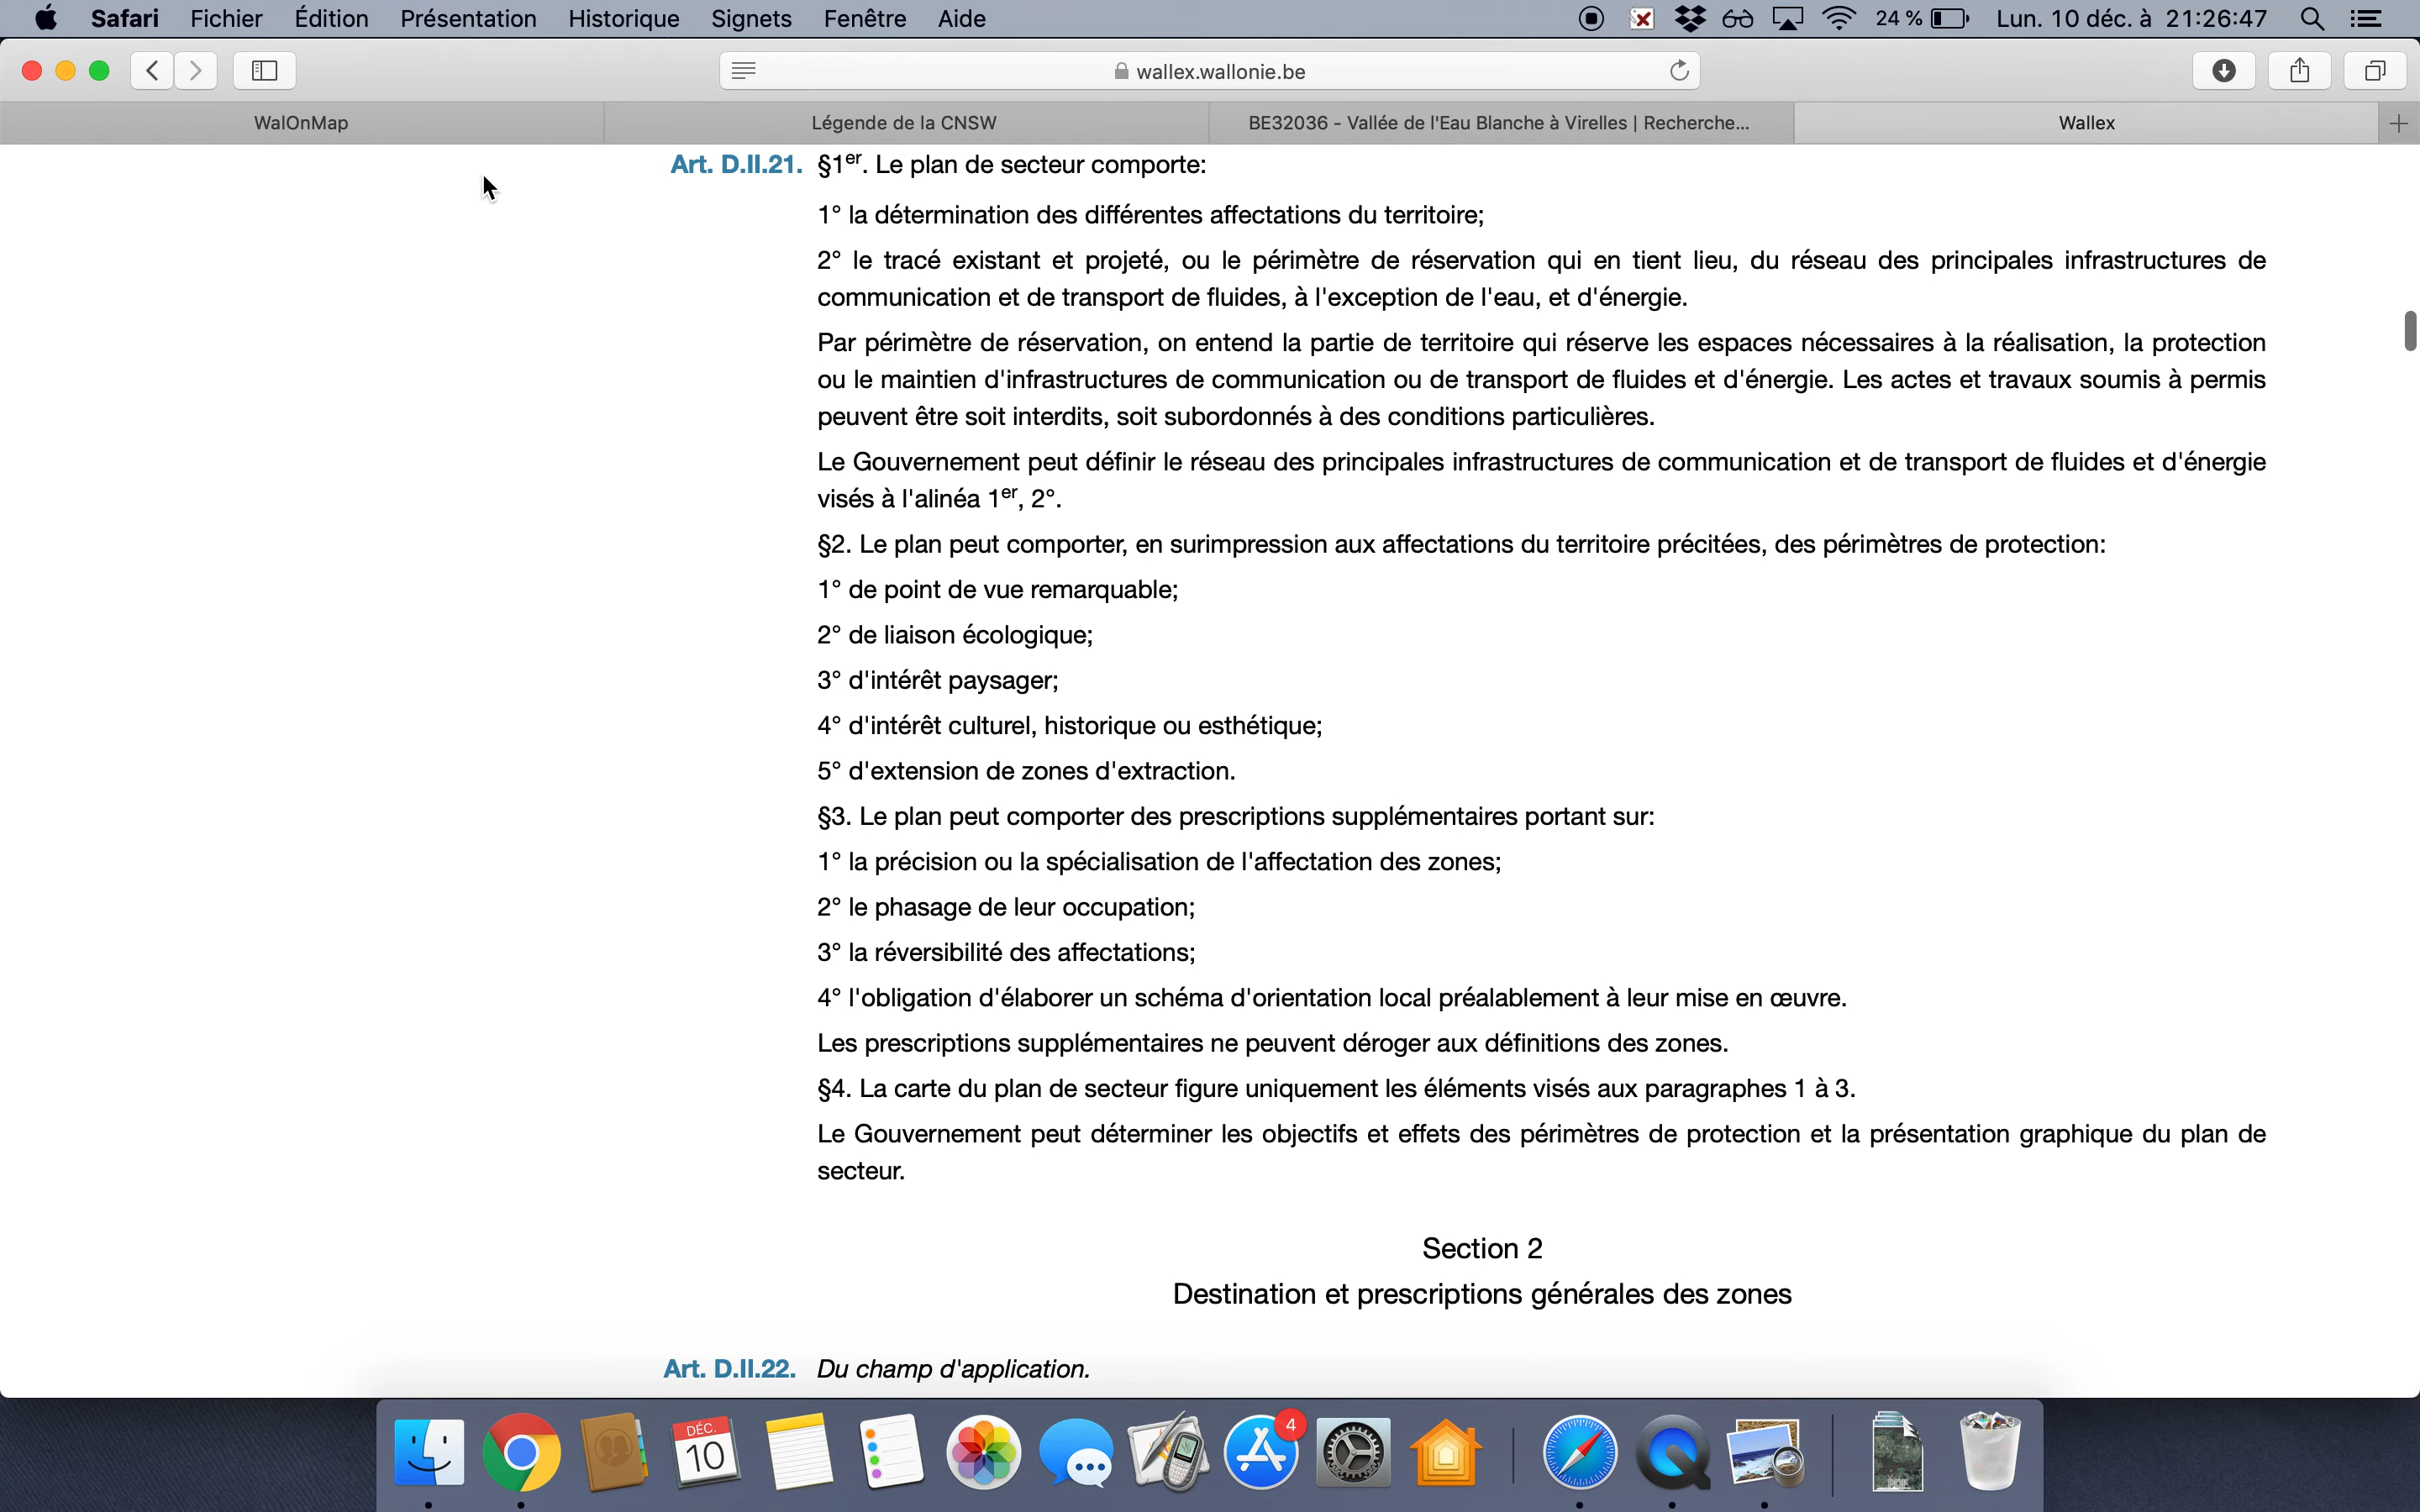 Safari Fichier Édition Présentation Historique Signets Fenêtre Aide 24 % Lun. 10 déc. à 21:26:47
wallex.wallonie.be
WalOnMap Légende de la CNSW BE32036 - Vallée de l'Eau Blanche à Virelles | Recherche... Wallex
Art. D.II.21. §1er. Le plan de secteur comporte:
1° la détermination des différentes affectations du territoire;
2° le tracé existant et projeté, ou le périmètre de réservation qui en tient lieu, du réseau des principales infrastructures de
communication et de transport de fluides, à l'exception de l'eau, et d'énergie.
Par périmètre de réservation, on entend la partie de territoire qui réserve les espaces nécessaires à la réalisation, la protection
ou le maintien d'infrastructures de communication ou de transport de fluides et d'énergie. Les actes et travaux soumis à permis
peuvent être soit interdits, soit subordonnés à des conditions particulières.
Le Gouvernement peut définir le réseau des principales infrastructures de communication et de transport de fluides et d'énergie
visés à l'alinéa 1er, 2°.
§2. Le plan peut comporter, en surimpression aux affectations du territoire précitées, des périmètres de protection:
1° de point de vue remarquable;
2° de liaison écologique;
3° d'intérêt paysager;
4° d'intérêt culturel, historique ou esthétique;
5° d'extension de zones d'extraction.
§3. Le plan peut comporter des prescriptions supplémentaires portant sur:
1° la précision ou la spécialisation de l'affectation des zones;
2° le phasage de leur occupation;
3° la réversibilité des affectations;
4° l'obligation d'élaborer un schéma d'orientation local préalablement à leur mise en œuvre.
Les prescriptions supplémentaires ne peuvent déroger aux définitions des zones.
§4. La carte du plan de secteur figure uniquement les éléments visés aux paragraphes 1 à 3.
Le Gouvernement peut déterminer les objectifs et effets des périmètres de protection et la présentation graphique du plan de
secteur.
Section 2
Destination et prescriptions générales des zones
Art. D.II.22. Du champ d'application.
DÉC.
10
4